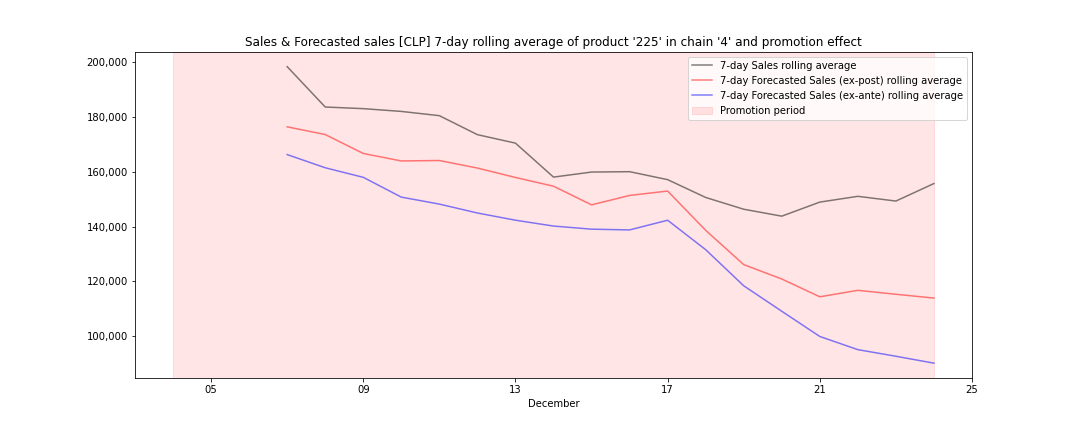 Sales & Forecasted sales [CLP] 7-day rolling average of product '225' in chain '4' and promotion effect
200,000
180,000
160,000
140,000
120,000
100,000
7-day Sales rolling average
7-day Forecasted Sales (ex-post) rolling average
7-day Forecasted Sales (ex-ante) rolling average
Promotion period
05 09 13 17 21 25
December